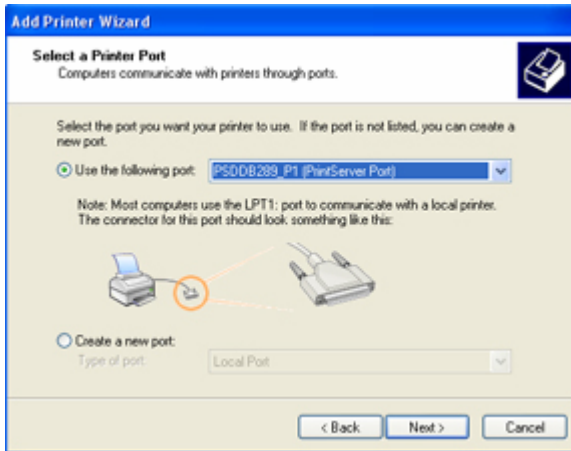 Add Printer Wizard
Select a Printer Port
Computers communicate with printers through ports.
Select the port you want your printer to use. If the port is not listed, you can create a
new port.
Use the following port:
PSDDB289_P1 (PrintServer Port)
Note: Most computers use the LPT1: port to communicate with a local printer.
The connector for this port should look something like this:
Create a new port:
Type of port:
Local Port
< Back
Next >
Cancel